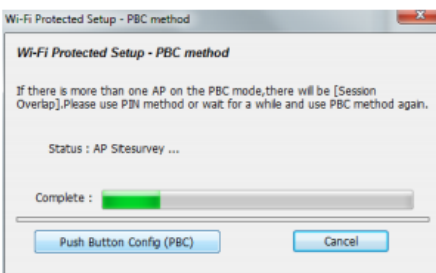 Wi-Fi Protected Setup - PBC method
Wi-Fi Protected Setup - PBC method
If there is more than one AP on the PBC mode,there will be [Session
Overlap].Please use PIN method or wait for a while and use PBC method again.
Status : AP Sitesurvey ...
Complete :
Push Button Config (PBC)
Cancel